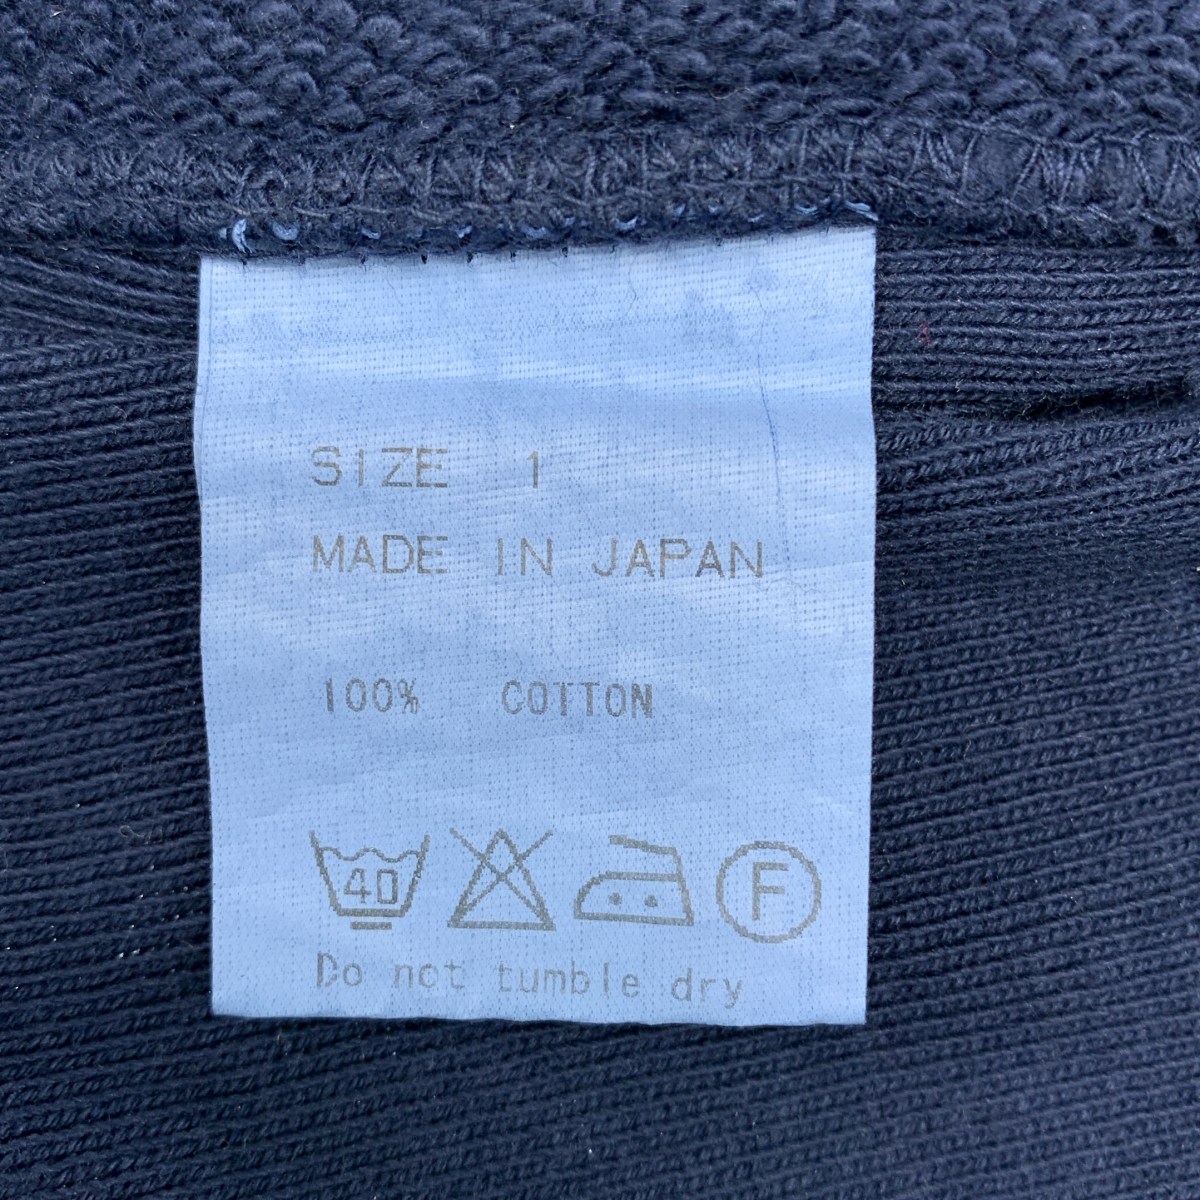 SIZE 1
MADE IN JAPAN
100% COTTON
40 F
Do not tumble dry